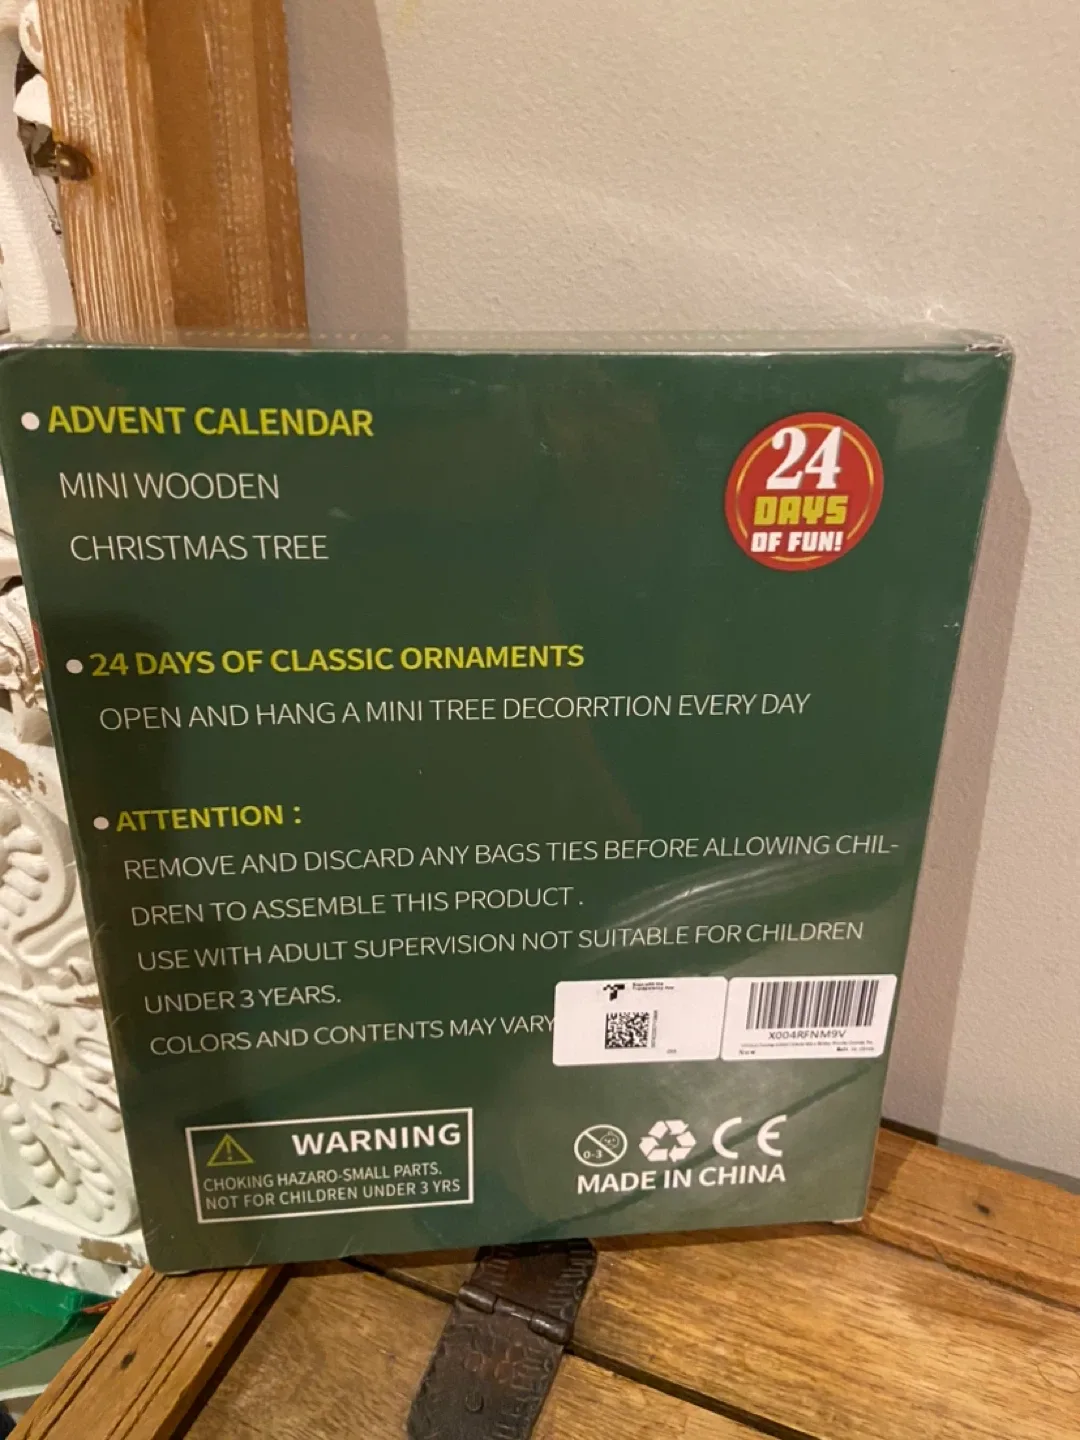 ADVENT CALENDAR
MINI WOODEN
CHRISTMAS TREE
24
DAYS
OF FUN!
24 DAYS OF CLASSIC ORNAMENTS
OPEN AND HANG A MINI TREE DECORRTION EVERY DAY
ATTENTION :
REMOVE AND DISCARD ANY BAGS TIES BEFORE ALLOWING CHIL-
DREN TO ASSEMBLE THIS PRODUCT .
USE WITH ADULT SUPERVISION NOT SUITABLE FOR CHILDREN
UNDER 3 YEARS.
COLORS AND CONTENTS MAY VARY
X004RFNM9V
New
WARNING
CHOKING HAZARO-SMALL PARTS.
NOT FOR CHILDREN UNDER 3 YRS
0-3
CE
MADE IN CHINA